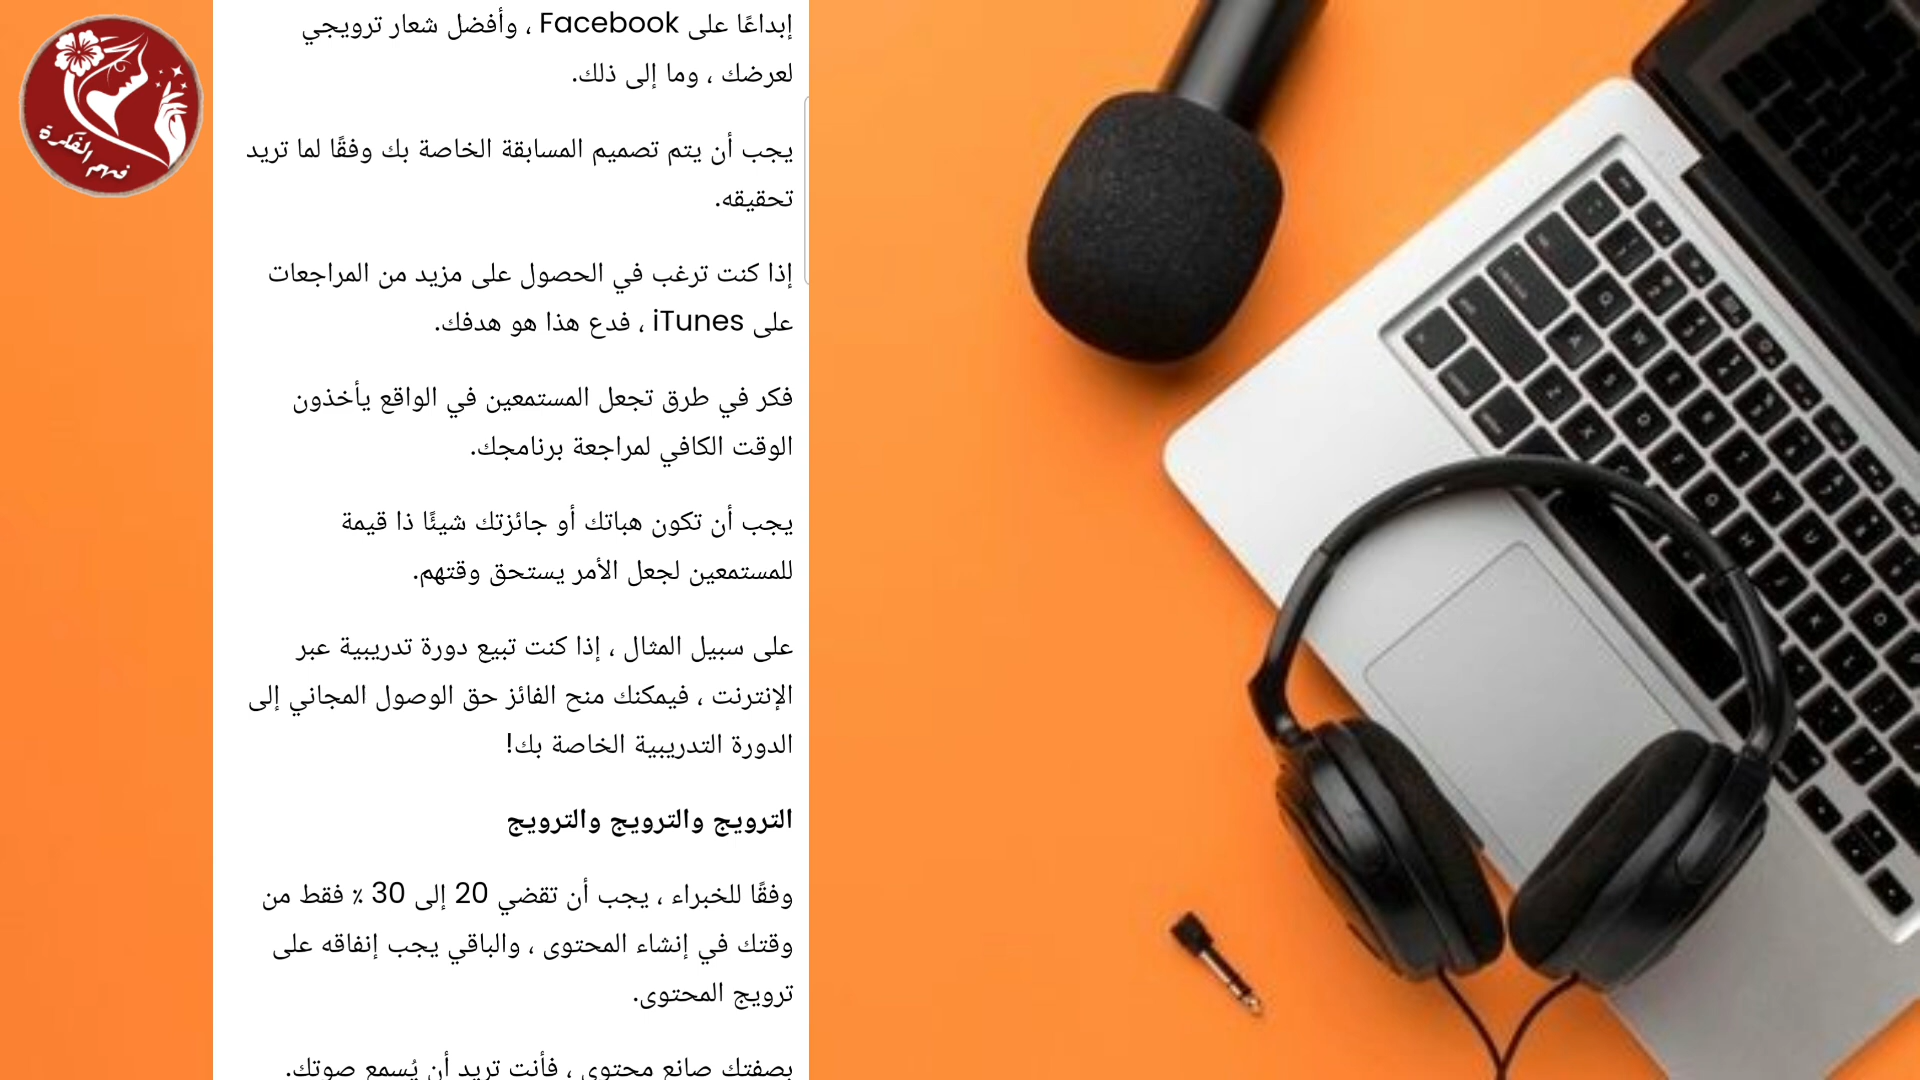 فهم الفكرة
إبداعًا على Facebook ، وأفضل شعار ترويجي
لعرضك ، وما إلى ذلك.
يجب أن يتم تصميم المسابقة الخاصة بك وفقًا لما تريد
تحقيقه.
إذا كنت ترغب في الحصول على مزيد من المراجعات
على iTunes ، فدع هذا هو هدفك.
فكر في طرق تجعل المستمعين في الواقع يأخذون
الوقت الكافي لمراجعة برنامجك.
يجب أن تكون هباتك أو جائزتك شيئًا ذا قيمة
للمستمعين لجعل الأمر يستحق وقتهم.
على سبيل المثال ، إذا كنت تبيع دورة تدريبية عبر
الإنترنت ، فيمكنك منح الفائز حق الوصول المجاني إلى
الدورة التدريبية الخاصة بك!
الترويج والترويج والترويج
وفقًا للخبراء ، يجب أن تقضي 20 إلى 30 ٪ فقط من
وقتك في إنشاء المحتوى ، والباقي يجب إنفاقه على
ترويج المحتوى.
بصفتك صانع محتوى ، فأنت تريد أن يُسمع صوتك.